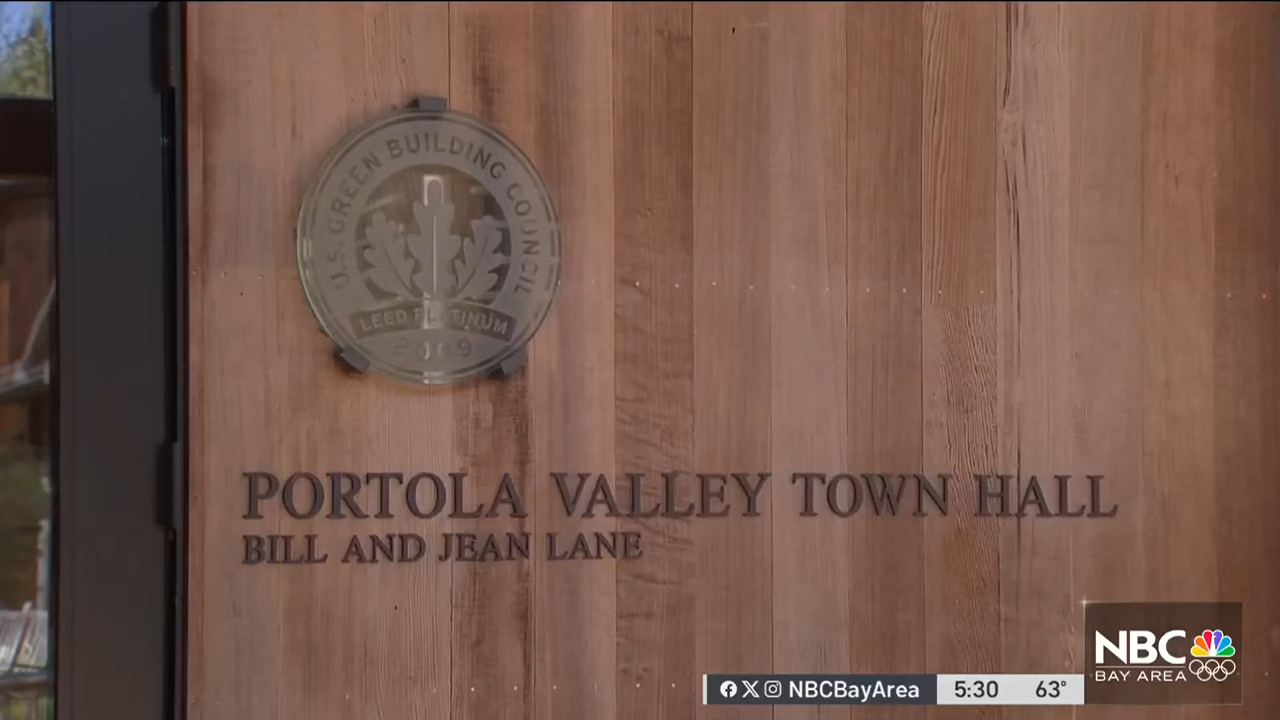 U.S. GREEN BUILDING COUNCIL
LEED PLATINUM
2009
PORTOLA VALLEY TOWN HALL
BILL AND JEAN LANE
NBC
BAY AREA
NBCBayArea 5:30 63°